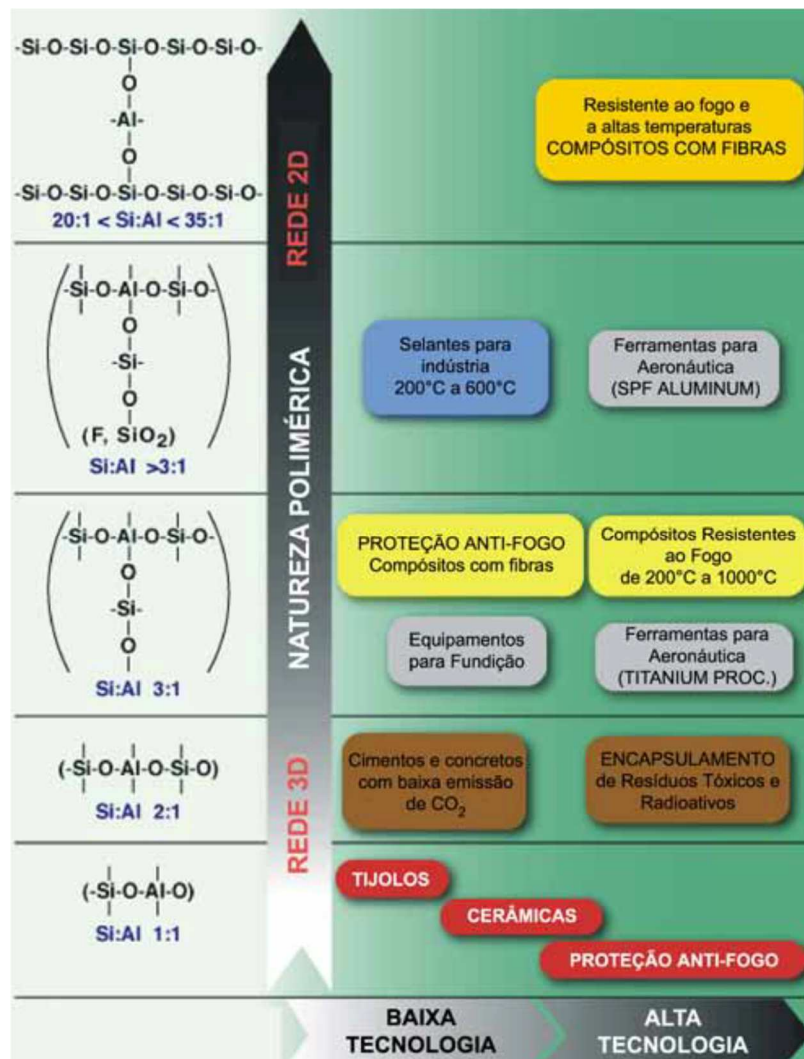 -Si-O-Si-O-Si-O-Si-O-Si-O-
O
-Al-
O
-Si-O-Si-O-Si-O-Si-O-Si-O-
20:1 < Si:Al < 35:1
Resistente ao fogo e
a altas temperaturas
COMPÓSITOS COM FIBRAS
REDE 2D
-Si-O-Al-O-Si-O-
O
-Si-
O
(F, SiO2)
Si:Al >3:1
Selantes para
indústria
200°C a 600°C
Ferramentas para
Aeronáutica
(SPF ALUMINUM)
NATUREZA POLIMÉRICA
-Si-O-Al-O-Si-O-
O
-Si-
O
Si:Al 3:1
PROTEÇÃO ANTI-FOGO
Compósitos com fibras
Compósitos Resistentes
ao Fogo
de 200°C a 1000°C
Equipamentos
para Fundição
Ferramentas para
Aeronáutica
(TITANIUM PROC.)
REDE 3D
(-Si-O-Al-O-Si-O)
Si:Al 2:1
Cimentos e concretos
com baixa emissão
de CO2
ENCAPSULAMENTO
de Resíduos Tóxicos e
Radioativos
(-Si-O-Al-O)
Si:Al 1:1
TIJOLOS
CERÂMICAS
PROTEÇÃO ANTI-FOGO
BAIXA
TECNOLOGIA
ALTA
TECNOLOGIA